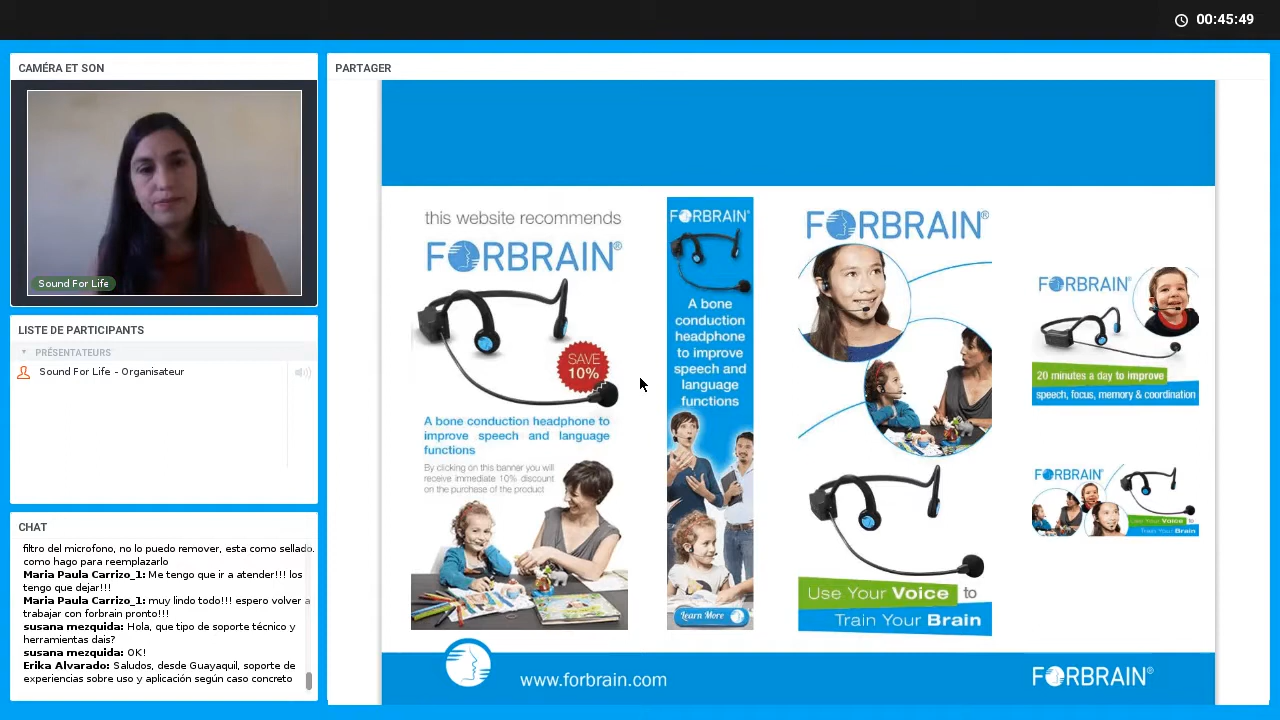 00:45:49
CAMÉRA ET SON
Sound For Life
LISTE DE PARTICIPANTS
PRÉSENTATEURS
Sound For Life - Organisateur
CHAT
filtro del microfono, no lo puedo remover, esta como sellado.
como hago para reemplazarlo
Maria Paula Carrizo_1: Me tengo que ir a atender!!! los
tengo que dejar!!!
Maria Paula Carrizo_1: muy lindo todo!!! espero volver a
trabajar con forbrain pronto!!!
susana mezquida: Hola, que tipo de soporte técnico y
herramientas dais?
susana mezquida: OK!
Erika Alvarado: Saludos, desde Guayaquil, soporte de
experiencias sobre uso y aplicación según caso concreto
PARTAGER
this website recommends
FORBRAIN®
SAVE
10%
A bone conduction headphone to
improve speech and language
functions
By clicking on this banner you will
receive immediate 10% discount
on the purchase of the product
FORBRAIN®
A bone
conduction
headphone
to improve
speech and
language
functions
Learn More
FORBRAIN®
Use Your Voice to
Train Your Brain
FORBRAIN®
20 minutes a day to improve
speech, focus, memory & coordination
FORBRAIN®
Use Your Voice to
Train Your Brain
www.forbrain.com
FORBRAIN®